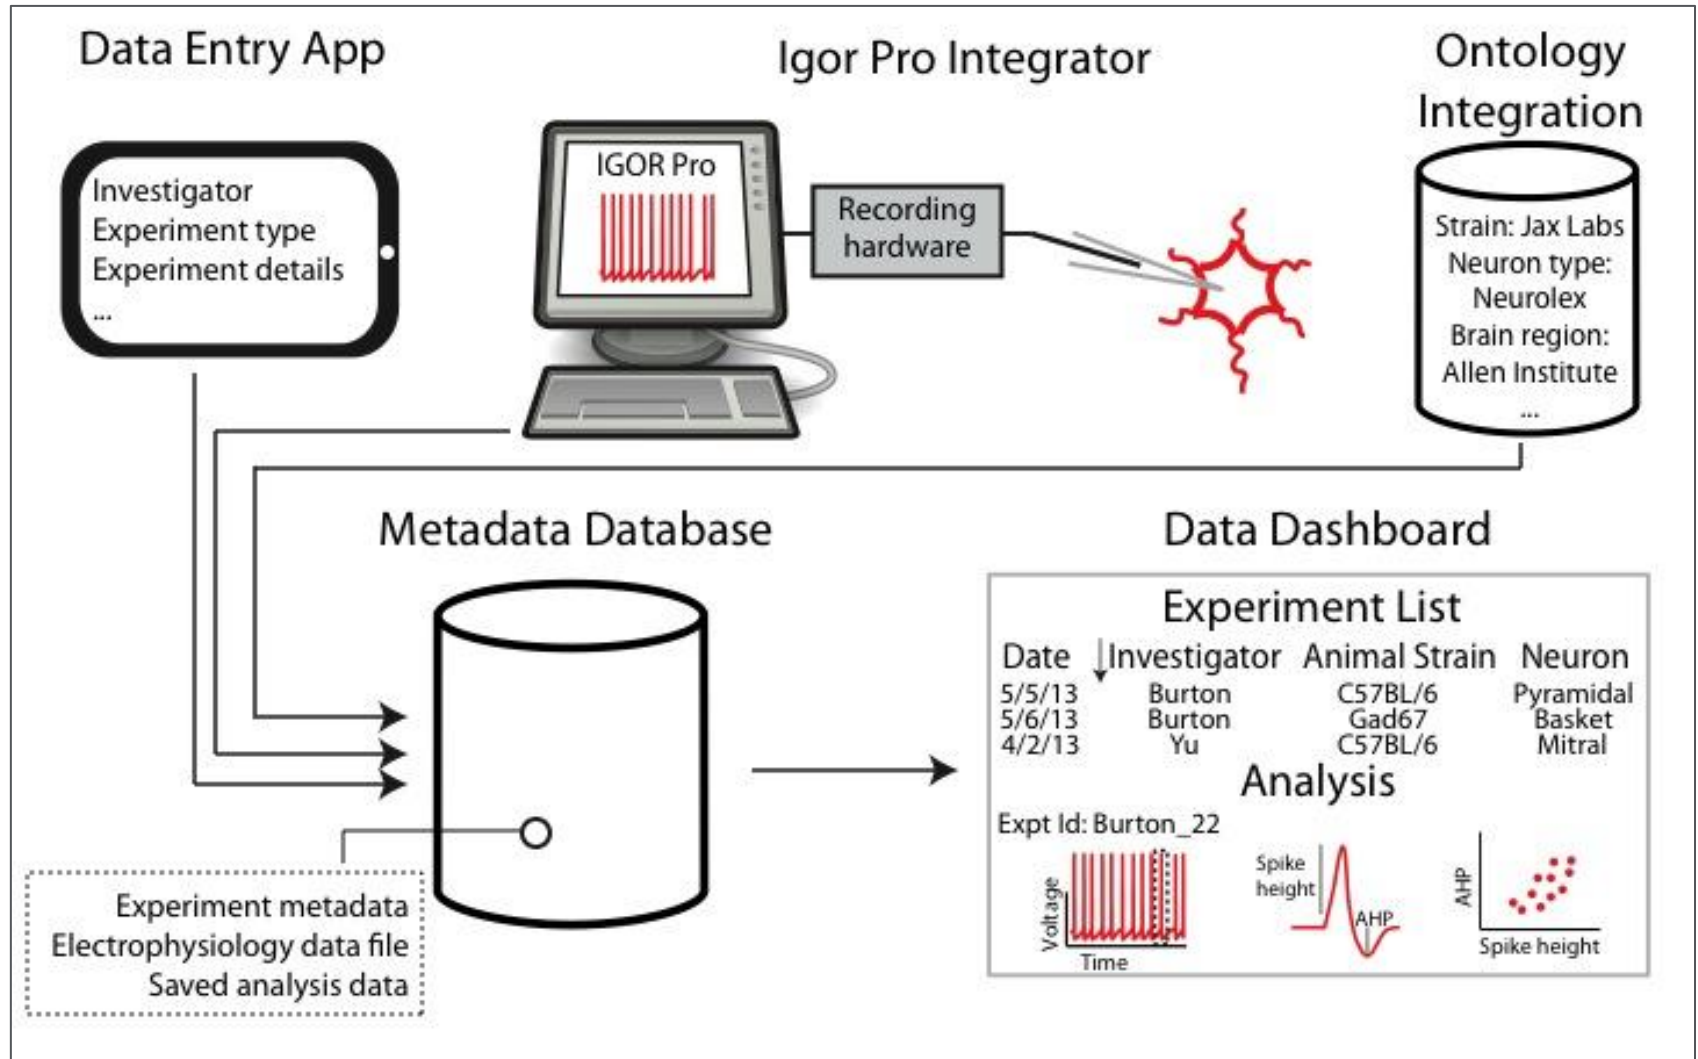 Data Entry App
Investigator
Experiment type
Experiment details
...
Igor Pro Integrator
IGOR Pro
Recording
hardware
Ontology
Integration
Strain: Jax Labs
Neuron type:
Neurolex
Brain region:
Allen Institute
...
Metadata Database
Experiment metadata
Electrophysiology data file
Saved analysis data
Data Dashboard
Experiment List
Date Investigator Animal Strain Neuron
5/5/13 Burton C57BL/6 Pyramidal
5/6/13 Burton Gad67 Basket
4/2/13 Yu C57BL/6 Mitral
Analysis
Expt Id: Burton_22
Voltage
Time
Spike
height
AHP
AHP
Spike height